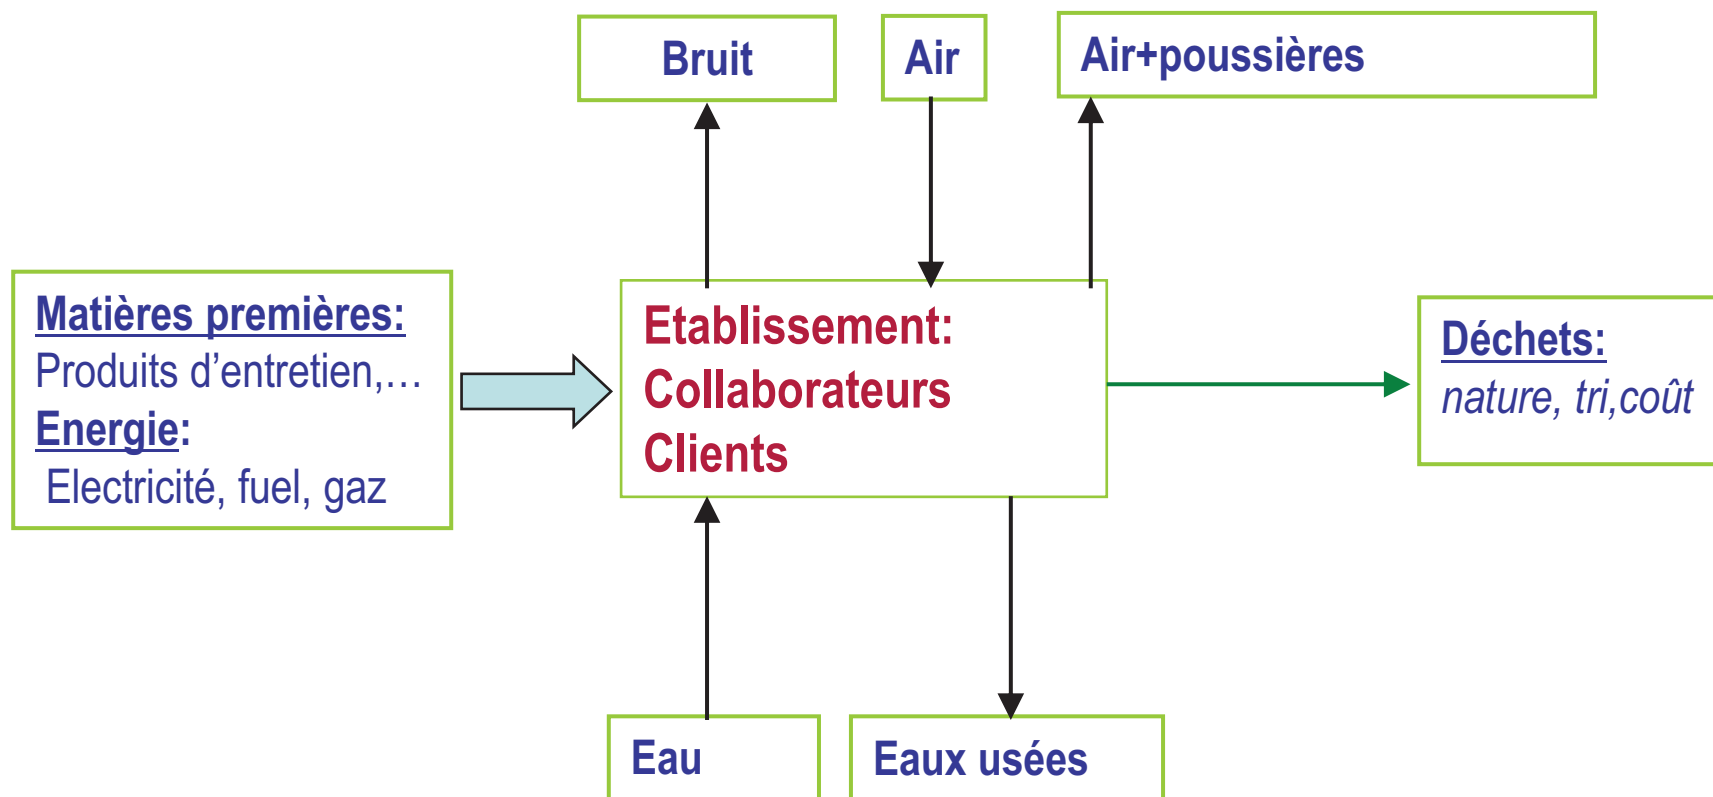 Bruit
Air
Air+poussières
Matières premières:
Produits d’entretien,…
Energie:
Electricité, fuel, gaz
Etablissement:
Collaborateurs
Clients
Déchets:
nature, tri,coût
Eau
Eaux usées